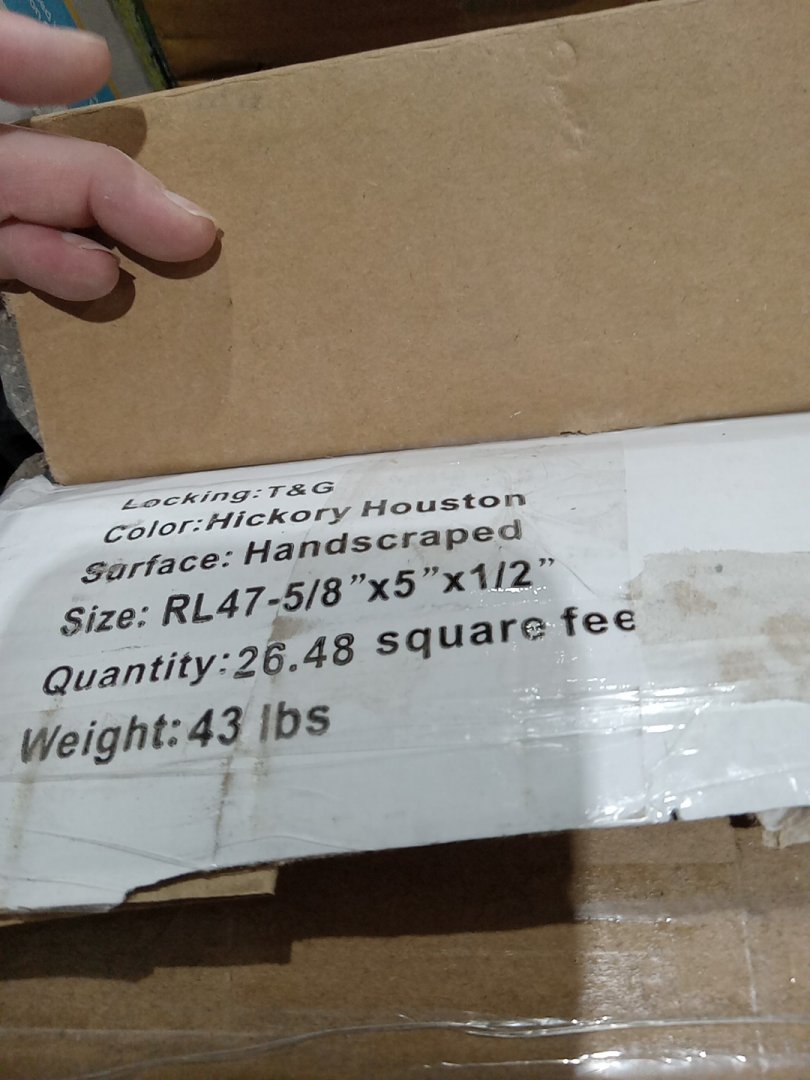 Locking:T&G
Color:Hickory Houston
Surface: Handscraped
Size: RL47-5/8”x5”x1/2”
Quantity:26.48 square fee
Weight:43 lbs